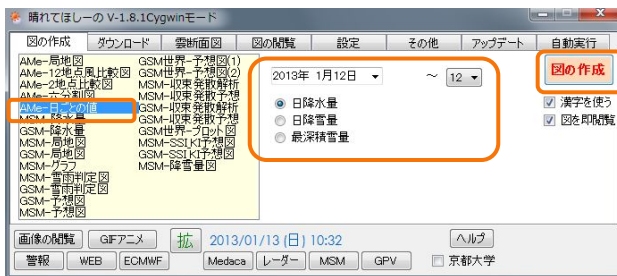 晴れてほしーの V-1.8.1Cygwinモード
図の作成 ダウンロード 雲断面図 図の閲覧 設定 その他 アップデート 自動実行
AMe-局地図 GSM世界-予想図(1)
AMe-12地点風比較図 GSM世界-予想図(2)
AMe-2地点比較図 MSM-収束発散解析
AMe-六分割図 MSM-収束発散予想
AMe-日ごとの値 GSM-収束発散解析
MSM-降水量 GSM-収束発散予想
GSM-降水量 GSM世界-プロット図
MSM-局地図 MSM-SSI,KI予想図
GSM-局地図 GSM-SSI,KI予想図
MSM-グラフ MSM-降雪量図
MSM-雪雨判定図
GSM-雪雨判定図
GSM-予想図
MSM-予想図
2013年 1月12日 ～ 12
日降水量
日降雪量
最深積雪量
図の作成
漢字を使う
図を即閲覧
画像の閲覧 GIFアニメ 拡 2013/01/13 (日) 10:32 ヘルプ
警報 WEB ECMWF Medaca レーダー MSM GPV 京都大学